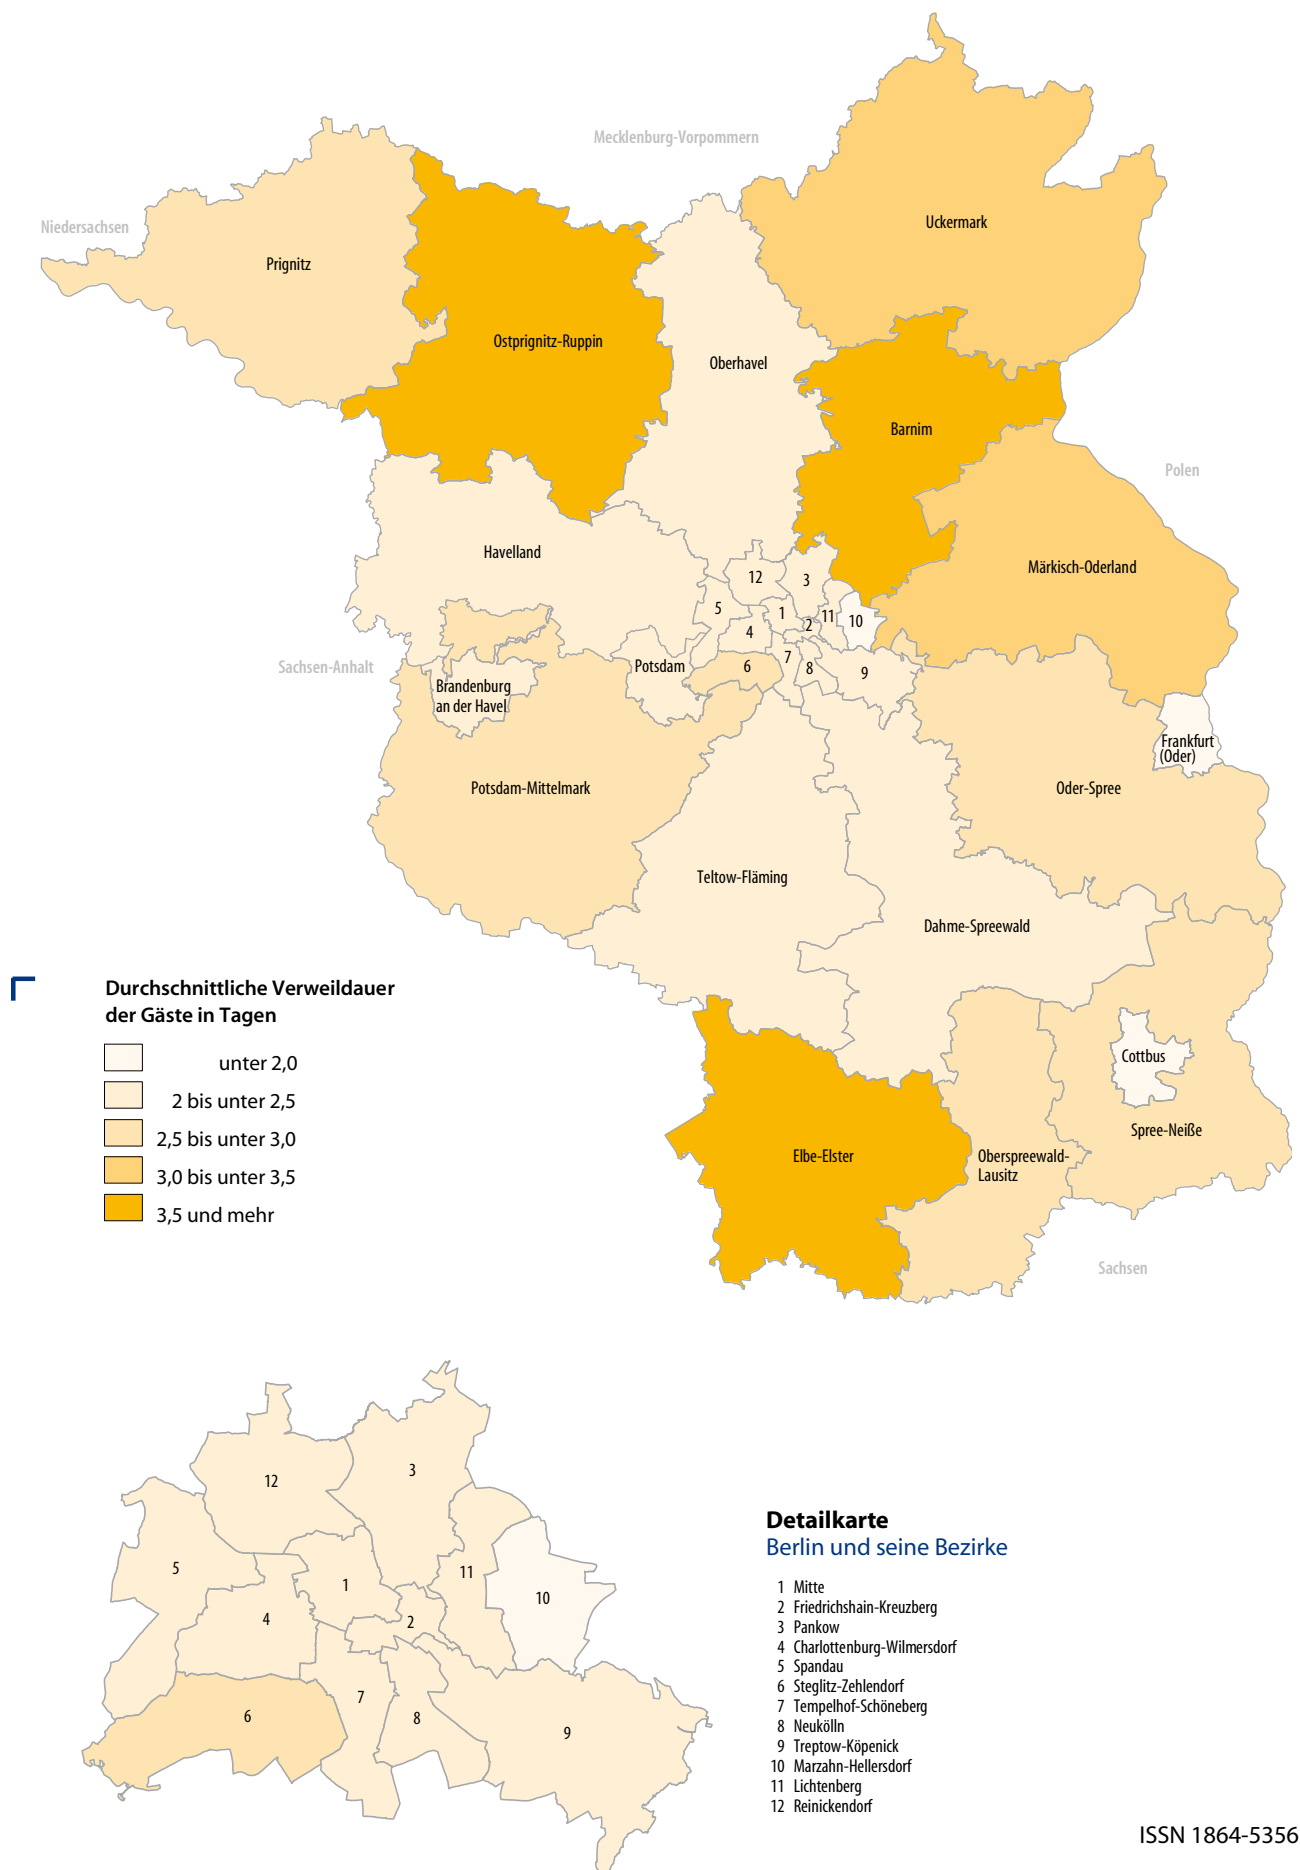 Mecklenburg-Vorpommern
Niedersachsen
Uckermark
Prignitz
Ostprignitz-Ruppin
Oberhavel
Barnim
Polen
Havelland
Märkisch-Oderland
12
3
5
1
11
10
2
4
Sachsen-Anhalt
Potsdam
6
7
8
9
Brandenburg
an der Havel
Frankfurt
(Oder)
Potsdam-Mittelmark
Oder-Spree
Teltow-Fläming
Dahme-Spreewald
Durchschnittliche Verweildauer
der Gäste in Tagen
unter 2,0
2 bis unter 2,5
2,5 bis unter 3,0
3,0 bis unter 3,5
3,5 und mehr
Cottbus
Spree-Neiße
Elbe-Elster
Oberspreewald-
Lausitz
Sachsen
12
3
5
1
11
10
4
2
6
7
8
9
Detailkarte
Berlin und seine Bezirke
1 Mitte
2 Friedrichshain-Kreuzberg
3 Pankow
4 Charlottenburg-Wilmersdorf
5 Spandau
6 Steglitz-Zehlendorf
7 Tempelhof-Schöneberg
8 Neukölln
9 Treptow-Köpenick
10 Marzahn-Hellersdorf
11 Lichtenberg
12 Reinickendorf
ISSN 1864-5356